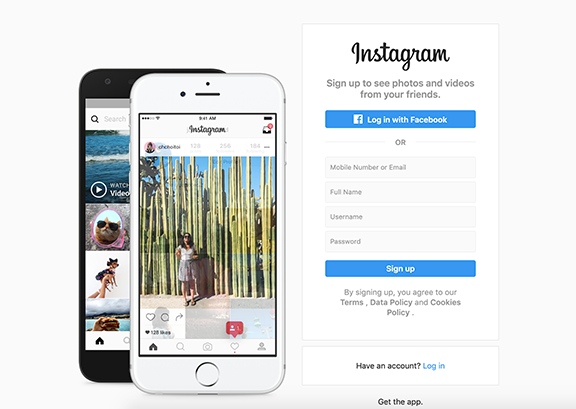 Search
WATCH
Video
9:41 AM
Instagram
128 258 184
128 likes
1
Instagram
Sign up to see photos and videos
from your friends.
Log in with Facebook
OR
Mobile Number or Email
Full Name
Username
Password
Sign up
By signing up, you agree to our
Terms , Data Policy and Cookies
Policy .
Have an account? Log in
Get the app.